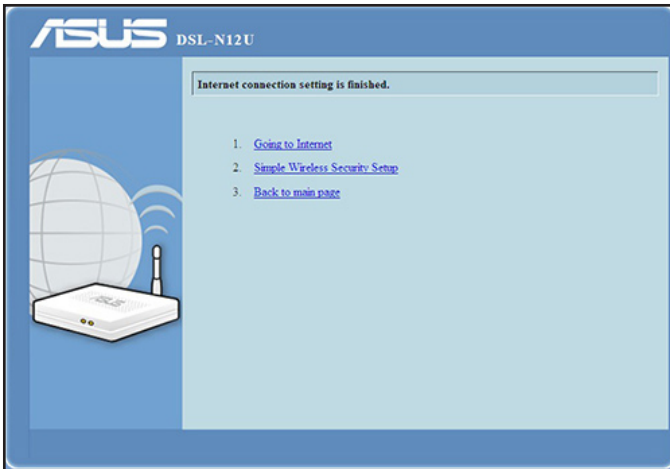 ASUS DSL-N12U
Internet connection setting is finished.
1. Going to Internet
2. Simple Wireless Security Setup
3. Back to main page
ASUS